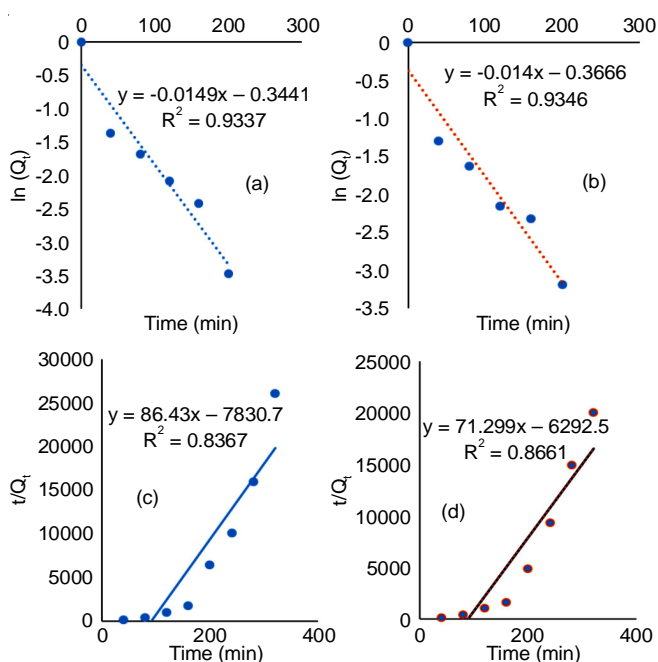 0 100 200 300
0
-0.5
-1.0
-1.5
-2.0
-2.5
-3.0
-3.5
-4.0
ln (Qt)
y = -0.0149x – 0.3441
R² = 0.9337
(a)
Time (min)
0 100 200 300
0
-0.5
-1.0
-1.5
-2.0
-2.5
-3.0
-3.5
ln (Qt)
y = -0.014x – 0.3666
R² = 0.9346
(b)
Time (min)
30000
25000
20000
15000
10000
5000
0
t/Qt
y = 86.43x – 7830.7
R² = 0.8367
(c)
0 200 400
Time (min)
25000
20000
15000
10000
5000
0
t/Qt
y = 71.299x – 6292.5
R² = 0.8661
(d)
0 200 400
Time (min)